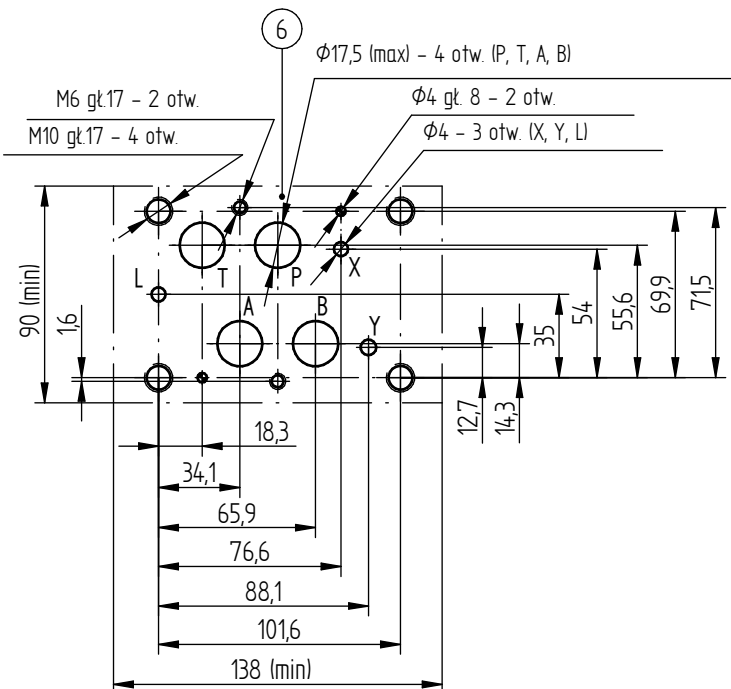 6
Φ17,5 (max) – 4 otw. (P, T, A, B)
M6 gł.17 – 2 otw.
Φ4 gł. 8 – 2 otw.
M10 gł.17 – 4 otw.
Φ4 – 3 otw. (X, Y, L)
T
P
X
L
A
B
Y
90 (min)
1,6
12,7
14,3
35
54
55,6
69,9
71,5
18,3
34,1
65,9
76,6
88,1
101,6
138 (min)